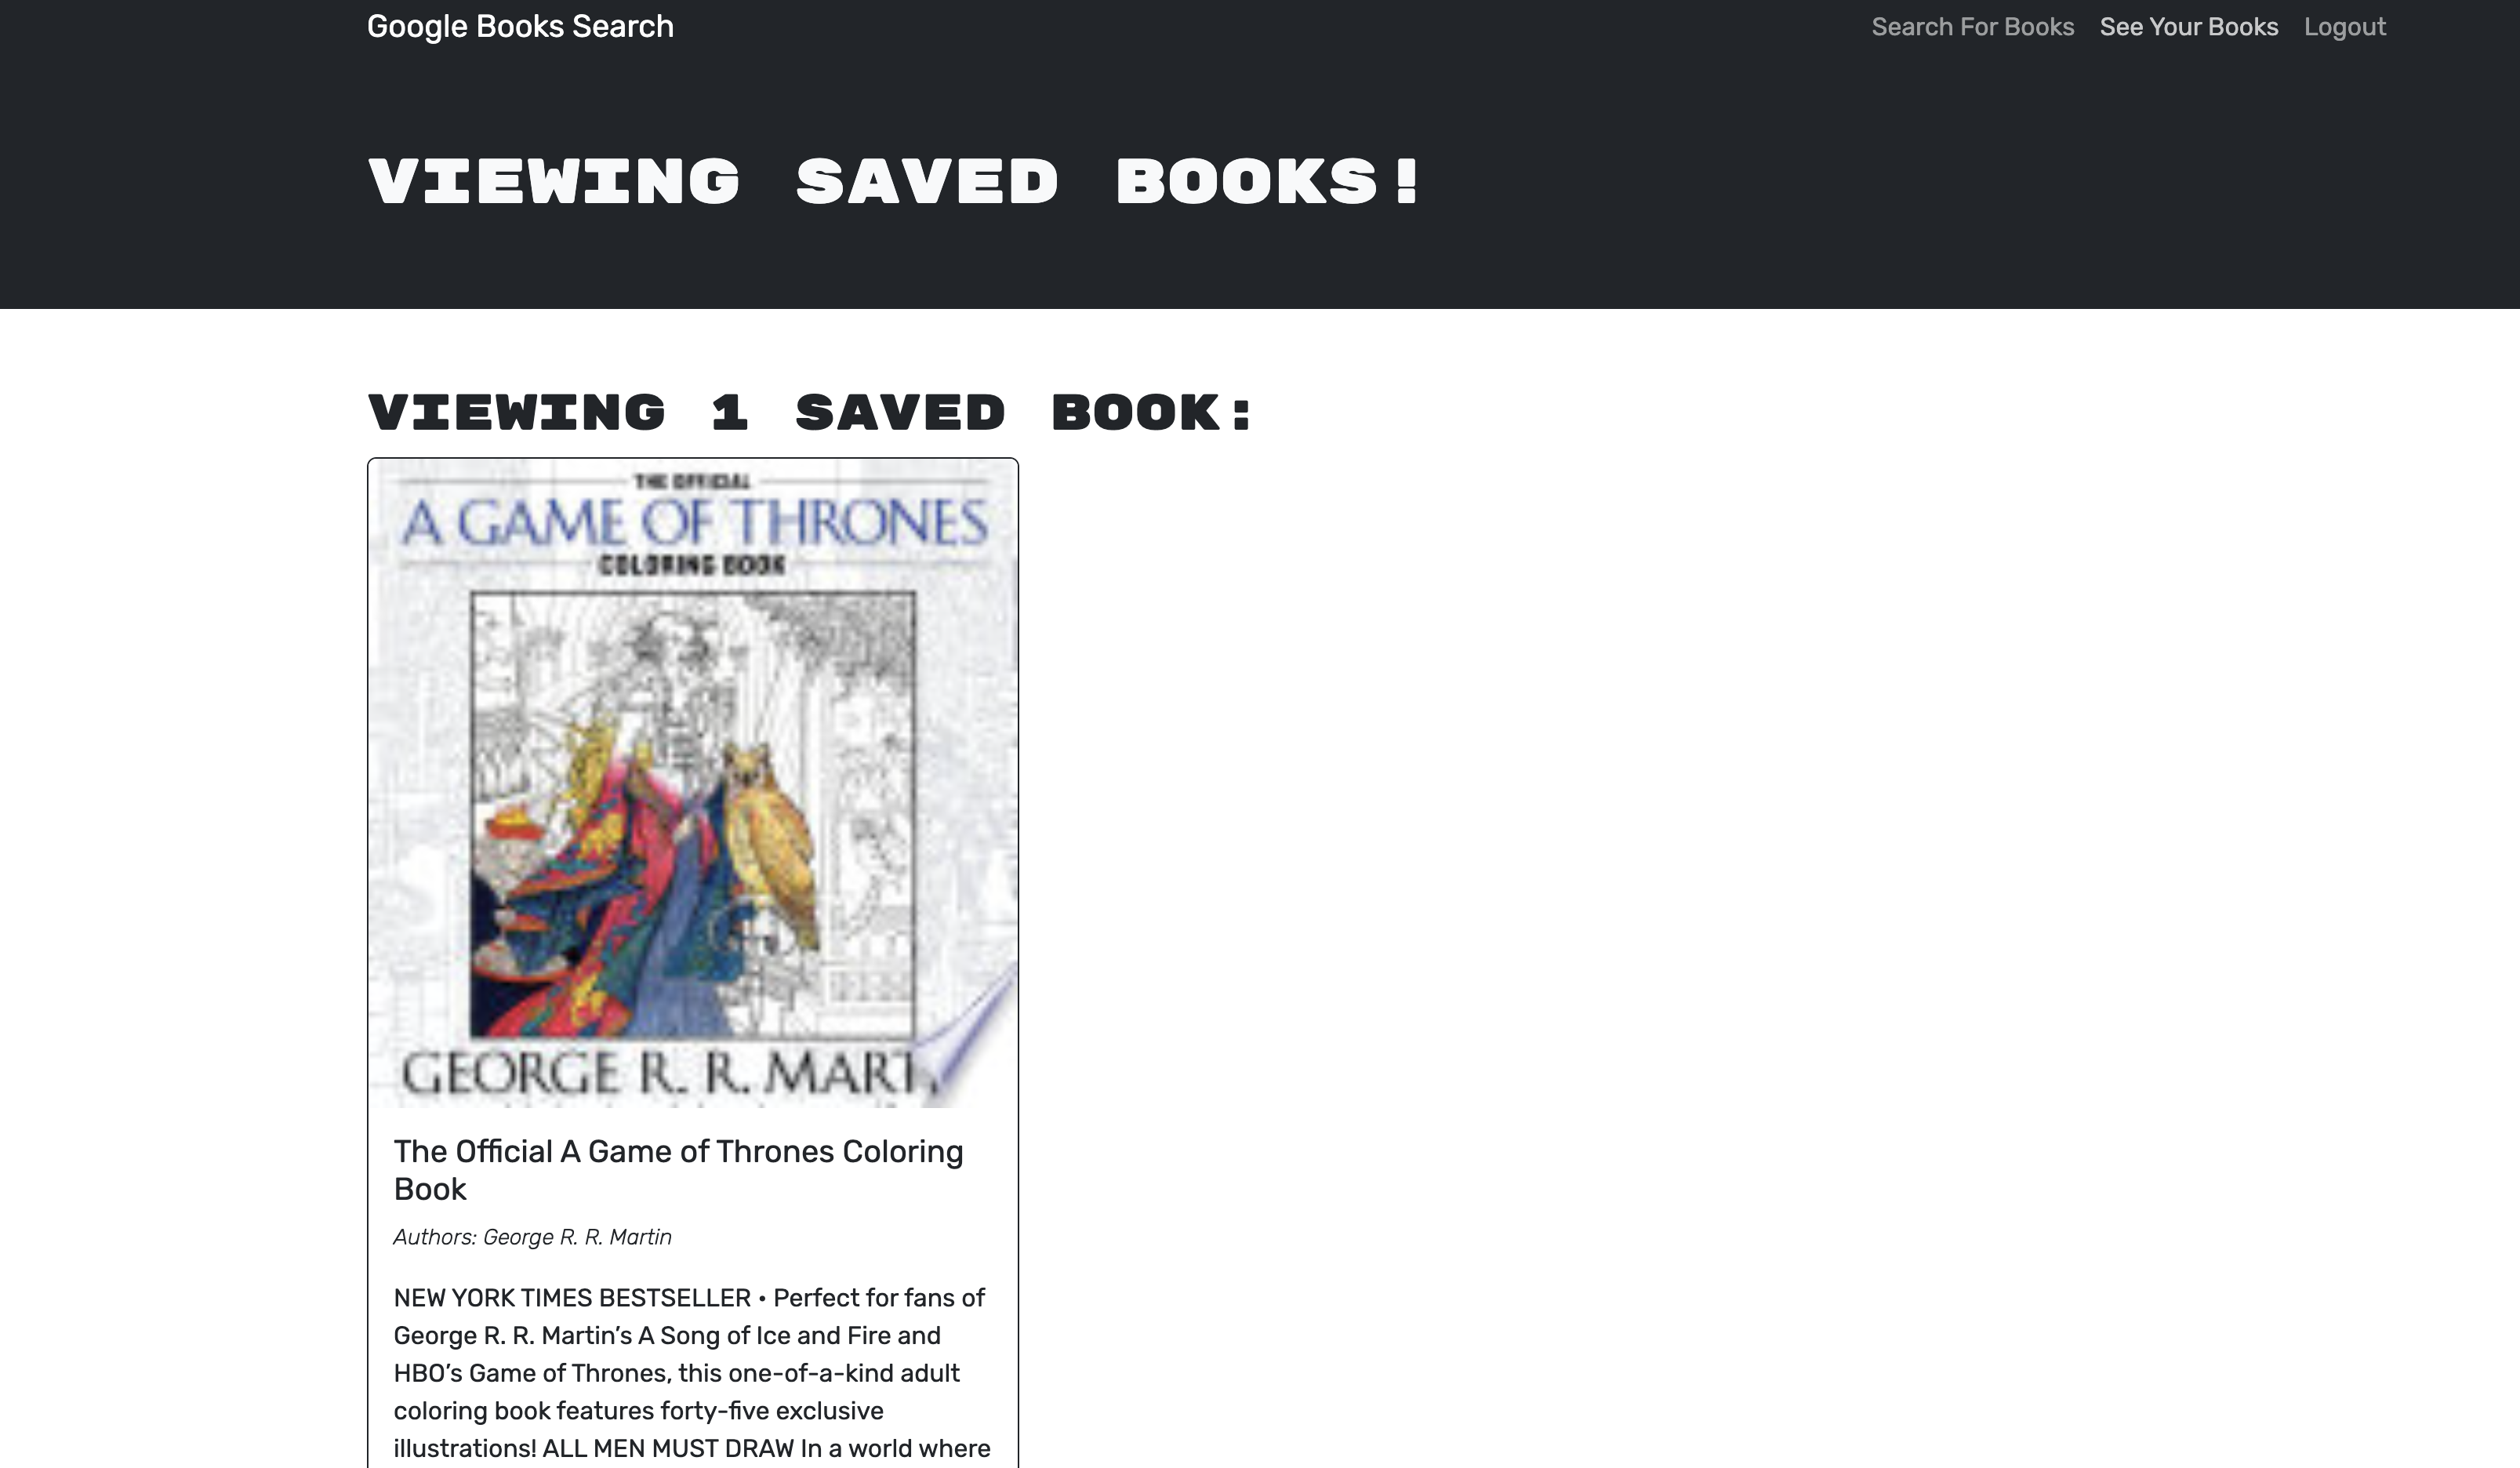 Google Books Search
Search For Books See Your Books Logout
VIEWING SAVED BOOKS!
VIEWING 1 SAVED BOOK:
THE OFFICIAL
A GAME OF THRONES
COLORING BOOK
GEORGE R. R. MARTI
The Official A Game of Thrones Coloring
Book
Authors: George R. R. Martin
NEW YORK TIMES BESTSELLER • Perfect for fans of
George R. R. Martin’s A Song of Ice and Fire and
HBO’s Game of Thrones, this one-of-a-kind adult
coloring book features forty-five exclusive
illustrations! ALL MEN MUST DRAW In a world where